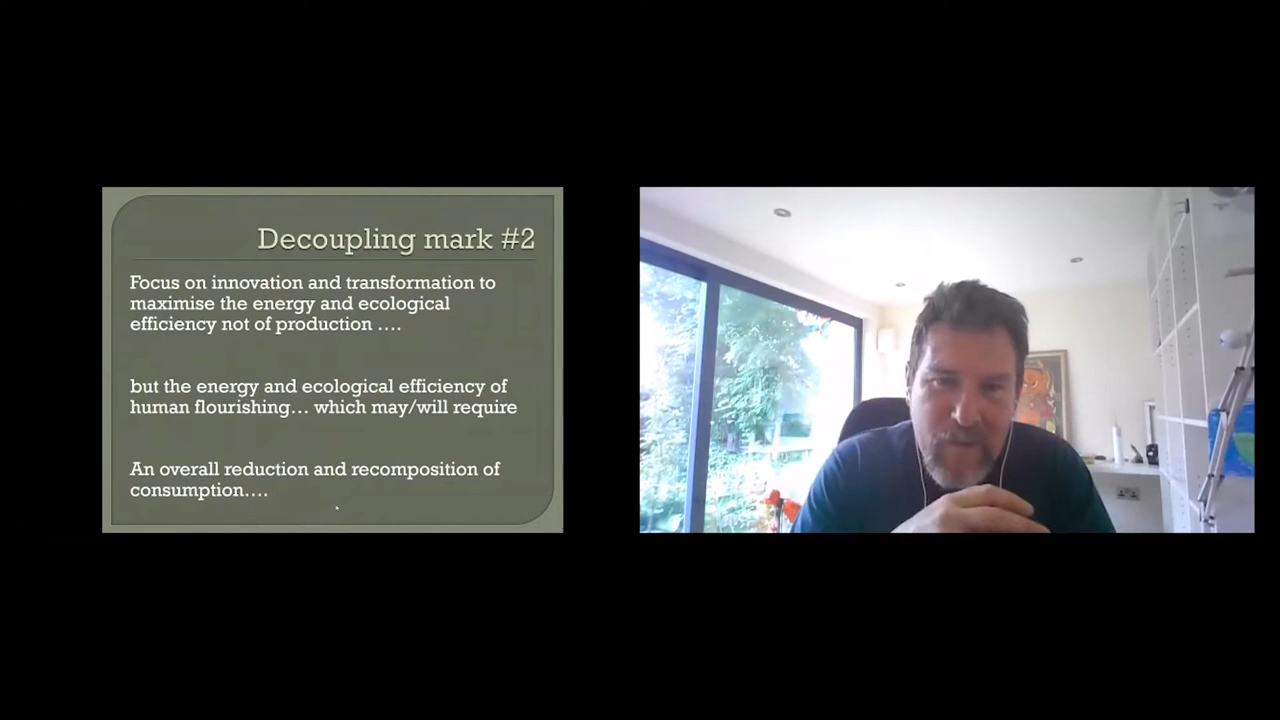 Decoupling mark #2
Focus on innovation and transformation to
maximise the energy and ecological
efficiency not of production ....
but the energy and ecological efficiency of
human flourishing... which may/will require
An overall reduction and recomposition of
consumption....